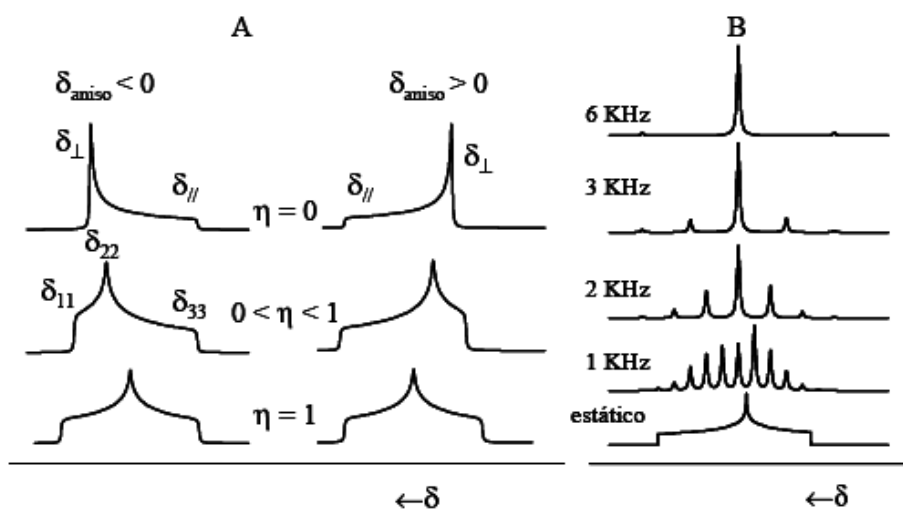 A
B
δaniso < 0
δaniso > 0
6 KHz
δ⊥
δ//
δ//
δ⊥
η = 0
3 KHz
δ22
δ11
δ33
0 < η < 1
2 KHz
1 KHz
η = 1
estático
←δ
←δ